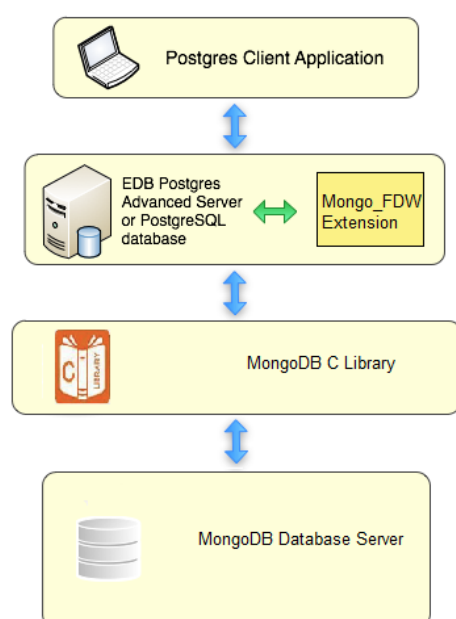 Postgres Client Application
EDB Postgres
Advanced Server
or PostgreSQL
database
Mongo_FDW
Extension
C
LIBRARY
MongoDB C Library
MongoDB Database Server